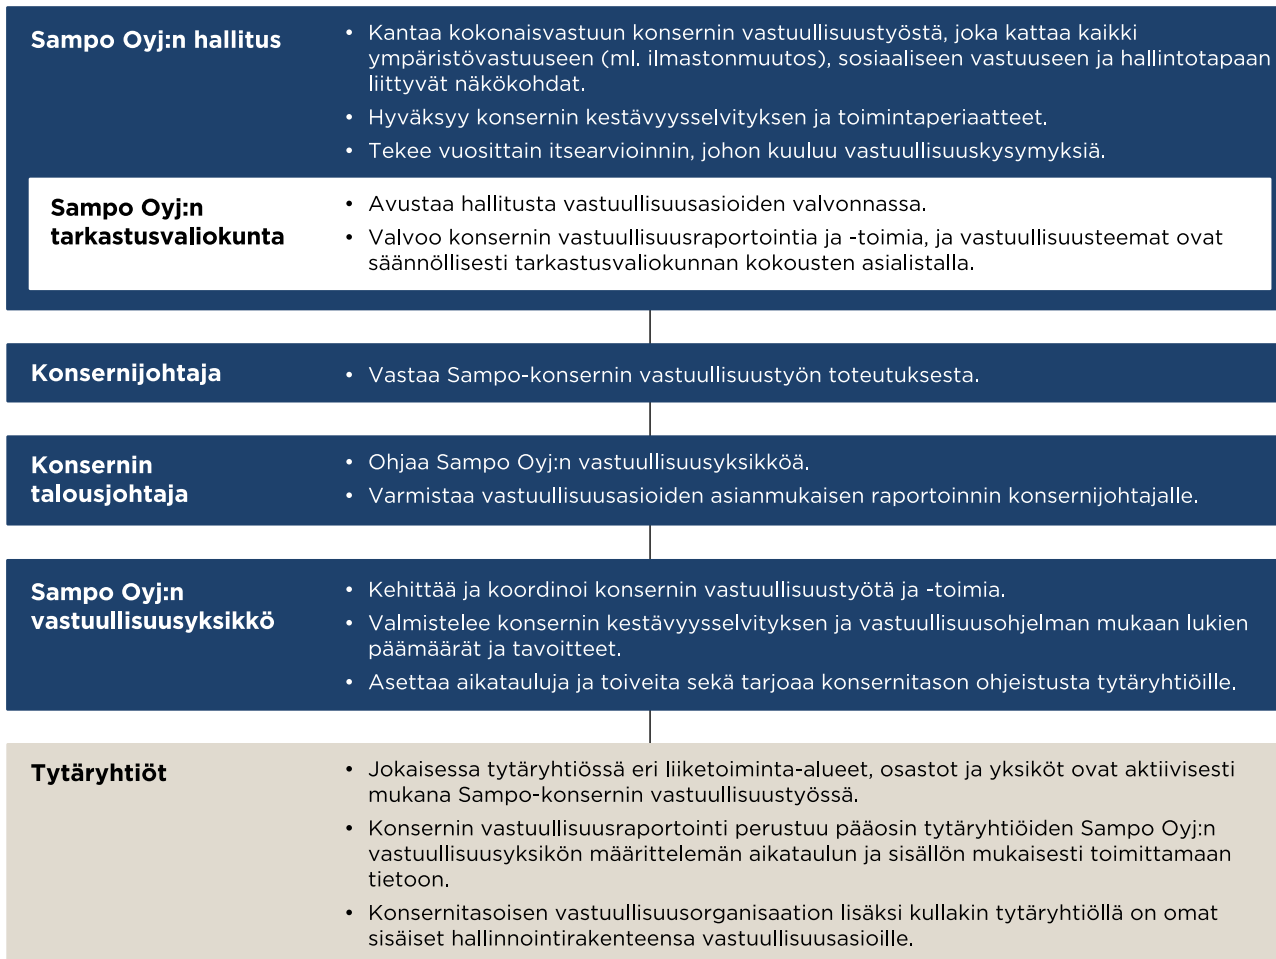 Sampo Oyj:n hallitus
• Kantaa kokonaisvastuun konsernin vastuullisuustyöstä, joka kattaa kaikki
ympäristövastuuseen (ml. ilmastonmuutos), sosiaaliseen vastuuseen ja hallintotapaan
liittyvät näkökohdat.
• Hyväksyy konsernin kestävyysselvityksen ja toimintaperiaatteet.
• Tekee vuosittain itsearvioinnin, johon kuuluu vastuullisuuskysymyksiä.
Sampo Oyj:n
tarkastusvaliokunta
• Avustaa hallitusta vastuullisuusasioiden valvonnassa.
• Valvoo konsernin vastuullisuusraportointia ja -toimia, ja vastuullisuusteemat ovat
säännöllisesti tarkastusvaliokunnan kokousten asialistalla.
Konsernijohtaja
• Vastaa Sampo-konsernin vastuullisuustyön toteutuksesta.
Konsernin
talousjohtaja
• Ohjaa Sampo Oyj:n vastuullisuusyksikköä.
• Varmistaa vastuullisuusasioiden asianmukaisen raportoinnin konsernijohtajalle.
Sampo Oyj:n
vastuullisuusyksikkö
• Kehittää ja koordinoi konsernin vastuullisuustyötä ja -toimia.
• Valmistelee konsernin kestävyysselvityksen ja vastuullisuusohjelman mukaan lukien
päämäärät ja tavoitteet.
• Asettaa aikatauluja ja toiveita sekä tarjoaa konsernitason ohjeistusta tytäryhtiöille.
Tytäryhtiöt
• Jokaisessa tytäryhtiössä eri liiketoiminta-alueet, osastot ja yksiköt ovat aktiivisesti
mukana Sampo-konsernin vastuullisuustyössä.
• Konsernin vastuullisuusraportointi perustuu pääosin tytäryhtiöiden Sampo Oyj:n
vastuullisuusyksikön määrittelemän aikataulun ja sisällön mukaisesti toimittamaan
tietoon.
• Konsernitasoisen vastuullisuusorganisaation lisäksi kullakin tytäryhtiöllä on omat
sisäiset hallinnointirakenteensa vastuullisuusasioille.